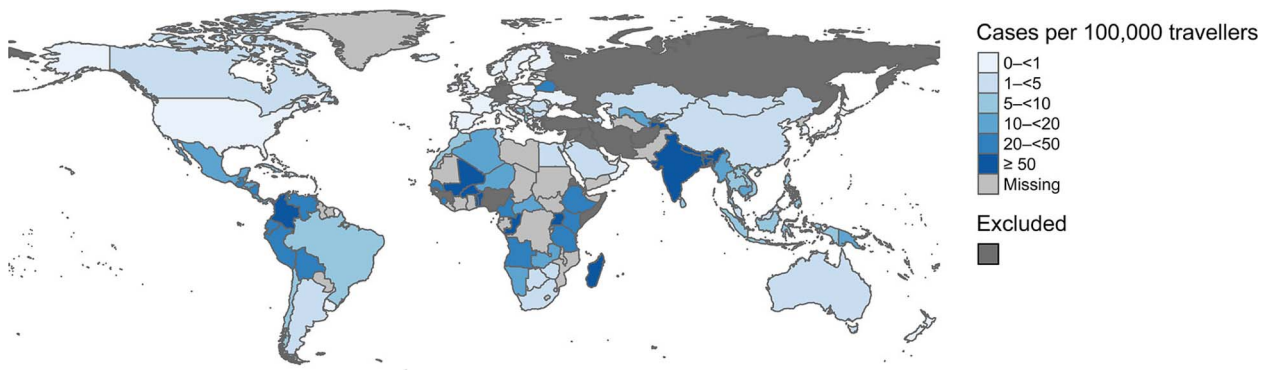 Cases per 100,000 travellers
0–<1
1–<5
5–<10
10–<20
20–<50
≥ 50
Missing
Excluded